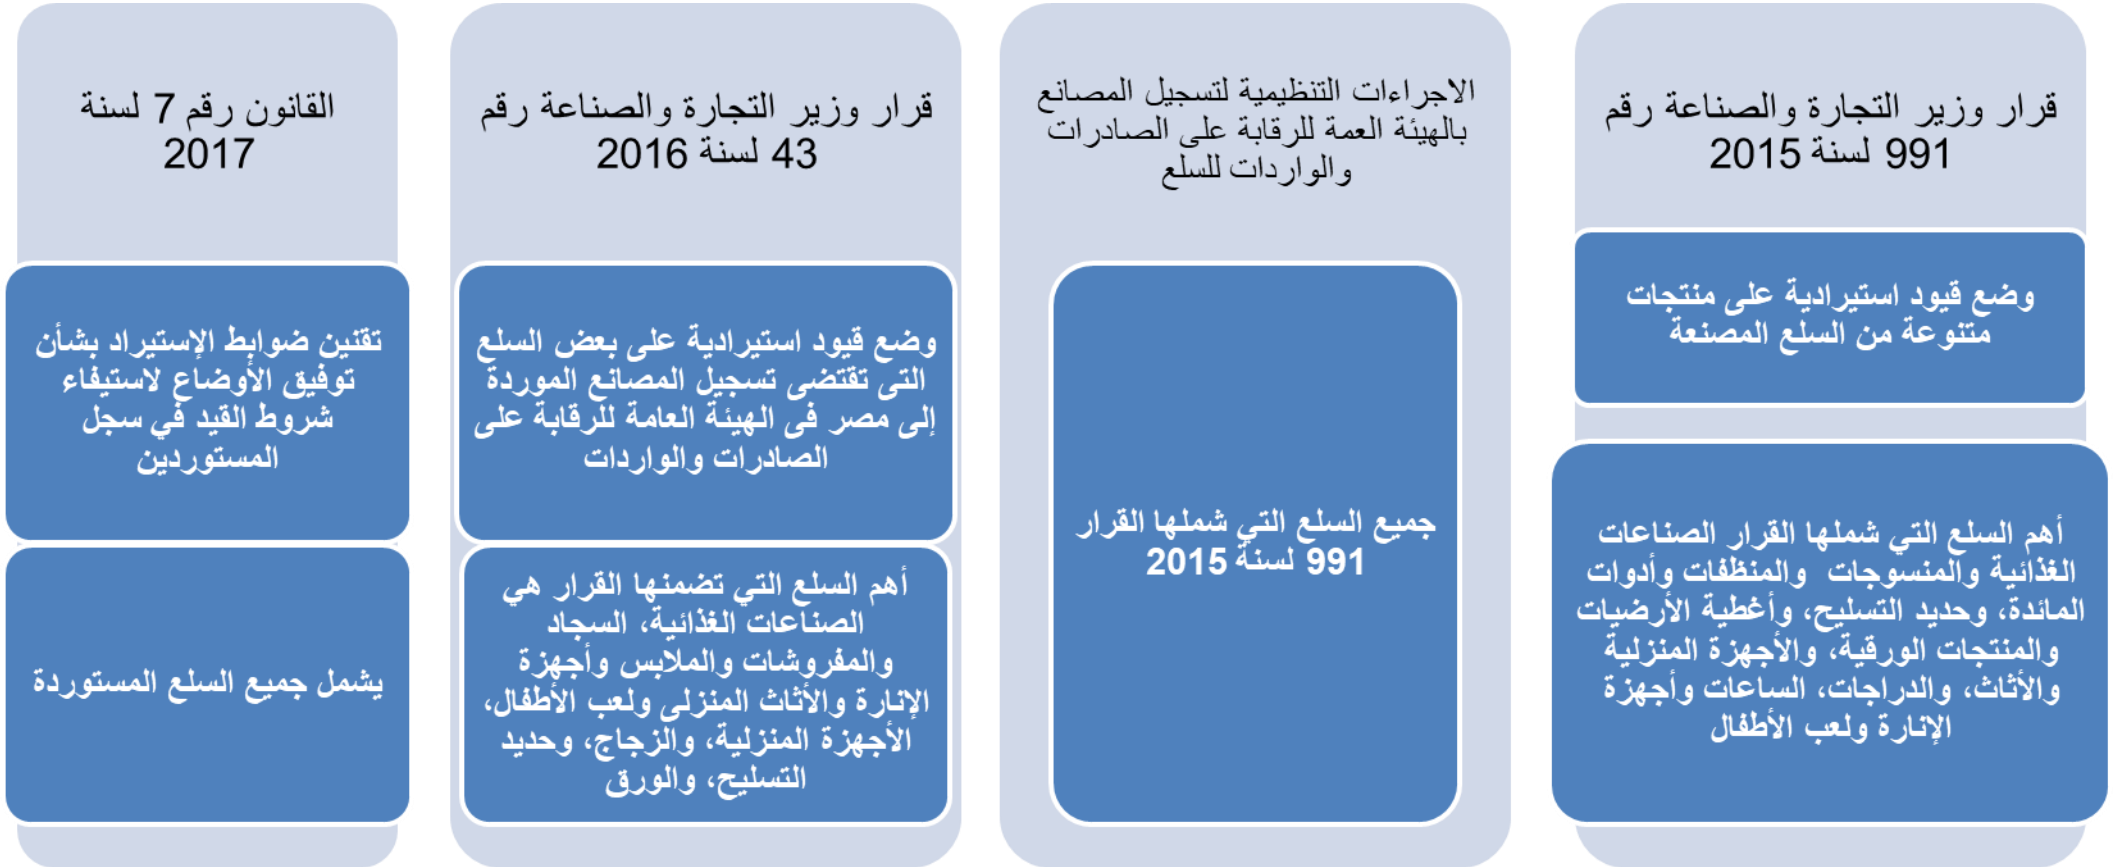 قرار وزير التجارة والصناعة رقم
991 لسنة 2015
وضع قيود استيرادية على منتجات
متنوعة من السلع المصنعة
أهم السلع التي شملها القرار الصناعات
الغذائية والمنسوجات والمنظفات وأدوات
المائدة، وحديد التسليح، وأغطية الأرضيات
والمنتجات الورقية، والأجهزة المنزلية
والأثاث، والدراجات، الساعات وأجهزة
الإنارة ولعب الأطفال
الاجراءات التنظيمية لتسجيل المصانع
بالهيئة العمة للرقابة على الصادرات
والواردات للسلع
جميع السلع التي شملها القرار
991 لسنة 2015
قرار وزير التجارة والصناعة رقم
43 لسنة 2016
وضع قيود استيرادية على بعض السلع
التى تقتضى تسجيل المصانع الموردة
إلى مصر فى الهيئة العامة للرقابة على
الصادرات والواردات
أهم السلع التي تضمنها القرار هي
الصناعات الغذائية، السجاد
والمفروشات والملابس وأجهزة
الإنارة والأثاث المنزلى ولعب الأطفال،
الأجهزة المنزلية، والزجاج، وحديد
التسليح، والورق
القانون رقم 7 لسنة
2017
تقنين ضوابط الإستيراد بشأن
توفيق الأوضاع لاستيفاء
شروط القيد في سجل
المستوردين
يشمل جميع السلع المستوردة